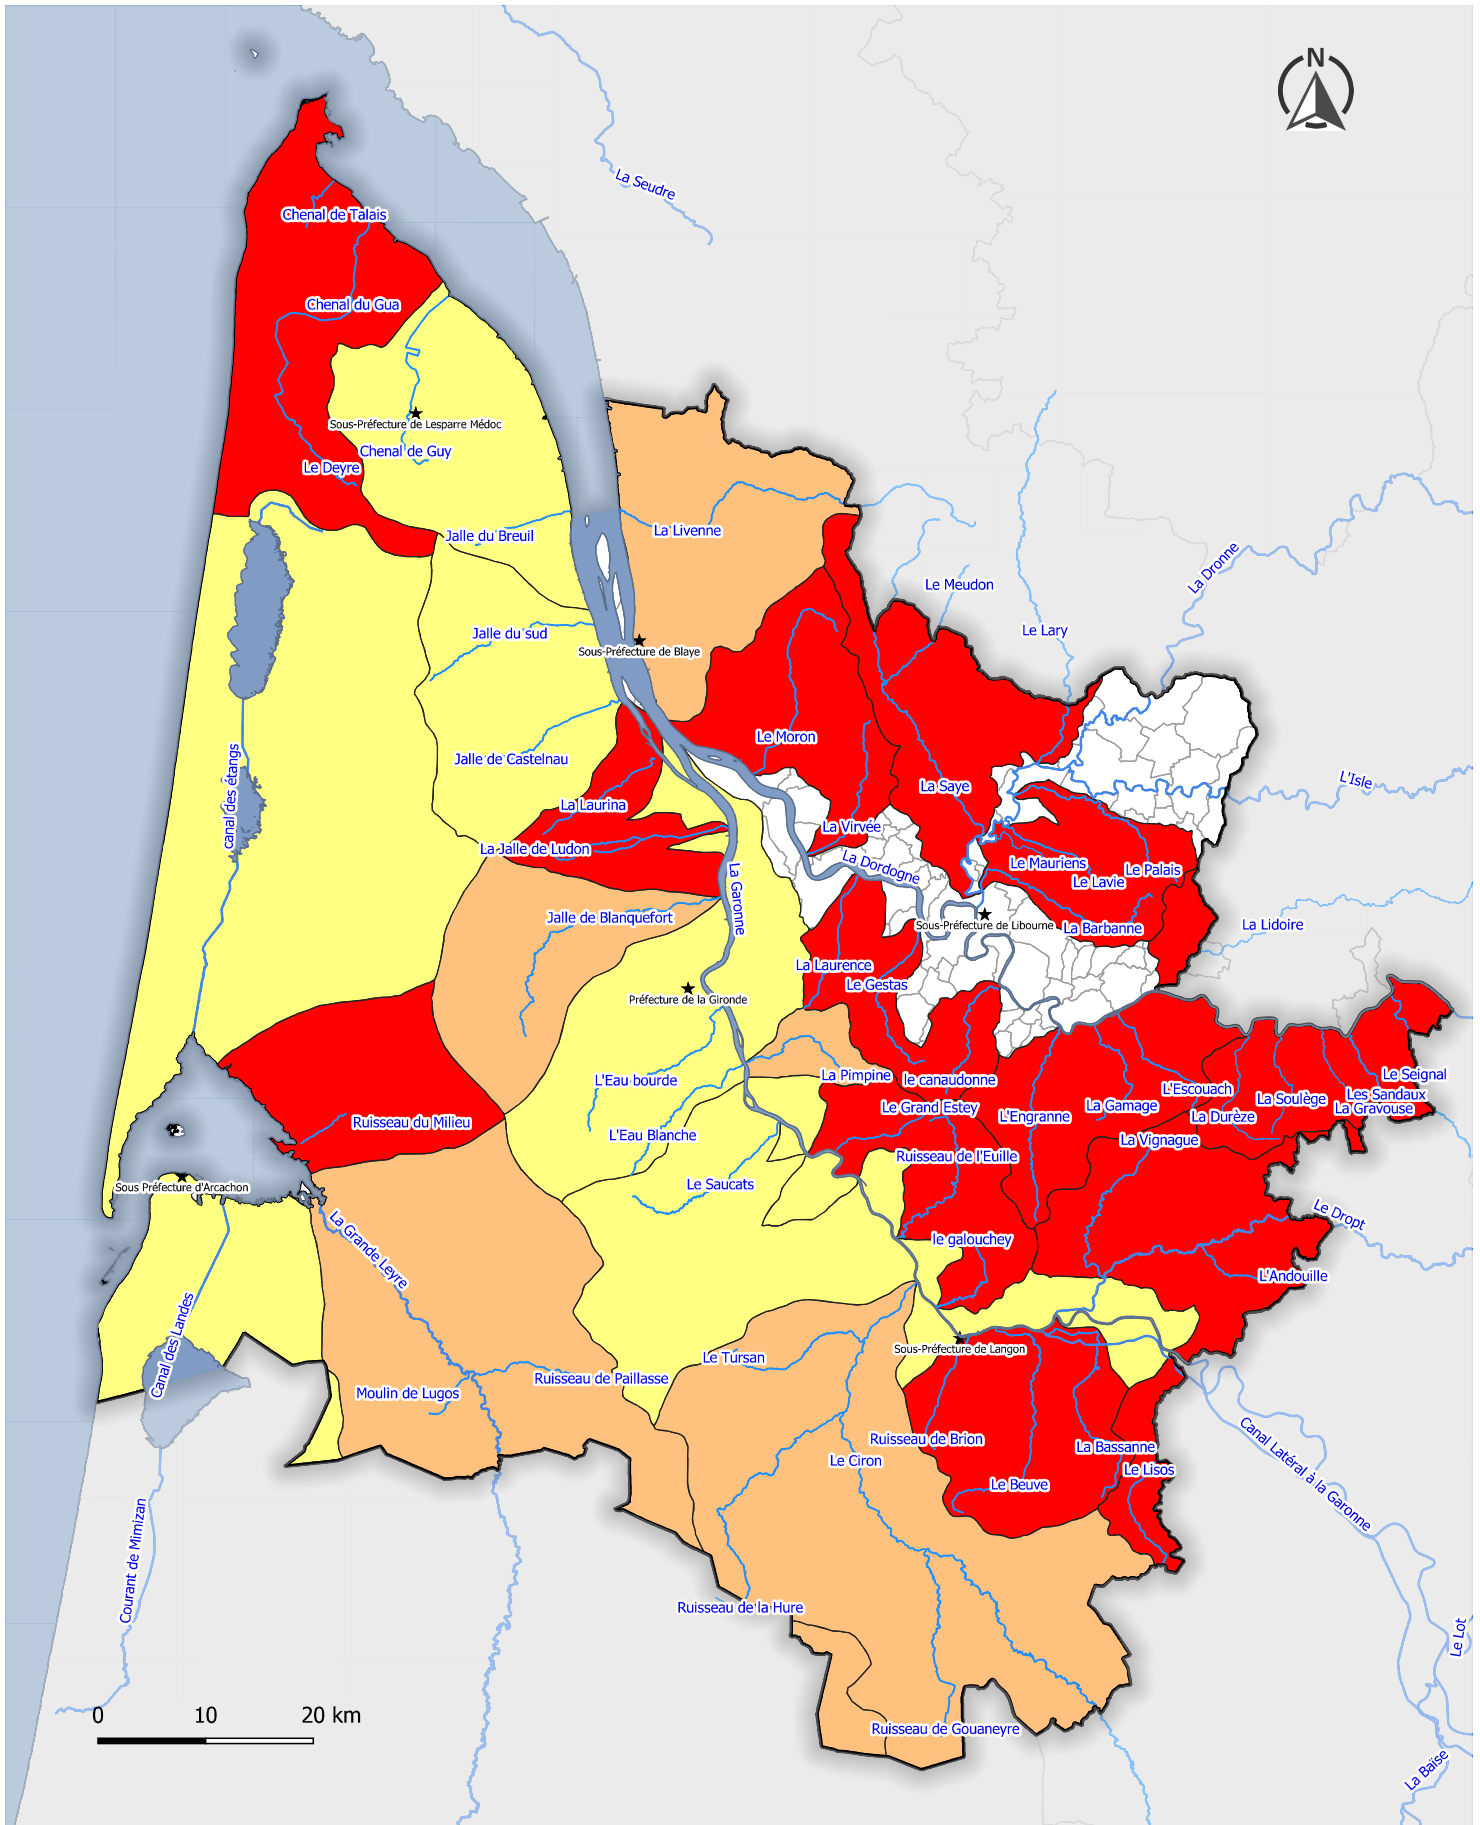 N
La Seudre
Chenal de Talais
Chenal du Gua
Sous-Préfecture de Lesparre Médoc
Chenal de Guy
Le Deyre
Jalle du Breuil
La Livenne
La Dronne
Le Meudon
Le Lary
Jalle du sud
Sous-Préfecture de Blaye
Le Moron
Jalle de Castelnau
canal des étangs
La Saye
L'Isle
La Laurina
La Virvée
La Jalle de Ludon
La Dordogne
Le Mauriens
Le Palais
Le Lavie
La Garonne
Jalle de Blanquefort
Sous-Préfecture de Libourne
La Barbanne
La Lidoire
La Laurence
Le Gestas
Préfecture de la Gironde
L'Eau bourde
La Pimpine
le canaudonne
L'Escouach
Le Seignal
Les Sandaux
La Soulège
La Gravouse
Le Grand Estey
L'Engranne
La Gamage
La Durèze
Ruisseau du Milieu
L'Eau Blanche
La Vignague
Ruisseau de l'Euille
Sous Préfecture d'Arcachon
Le Saucats
Le Dropt
La Grande Leyre
le galouchey
L'Andouille
Canal des Landes
Sous-Préfecture de Langon
Le Tursan
Ruisseau de Paillasse
Moulin de Lugos
Ruisseau de Brion
La Bassanne
Le Ciron
Le Lisos
Le Beuve
Canal Latéral à la Garonne
Courant de Mimizan
Ruisseau de la Hure
Le Lot
0 10 20 km
Ruisseau de Gouaneyre
La Baïse